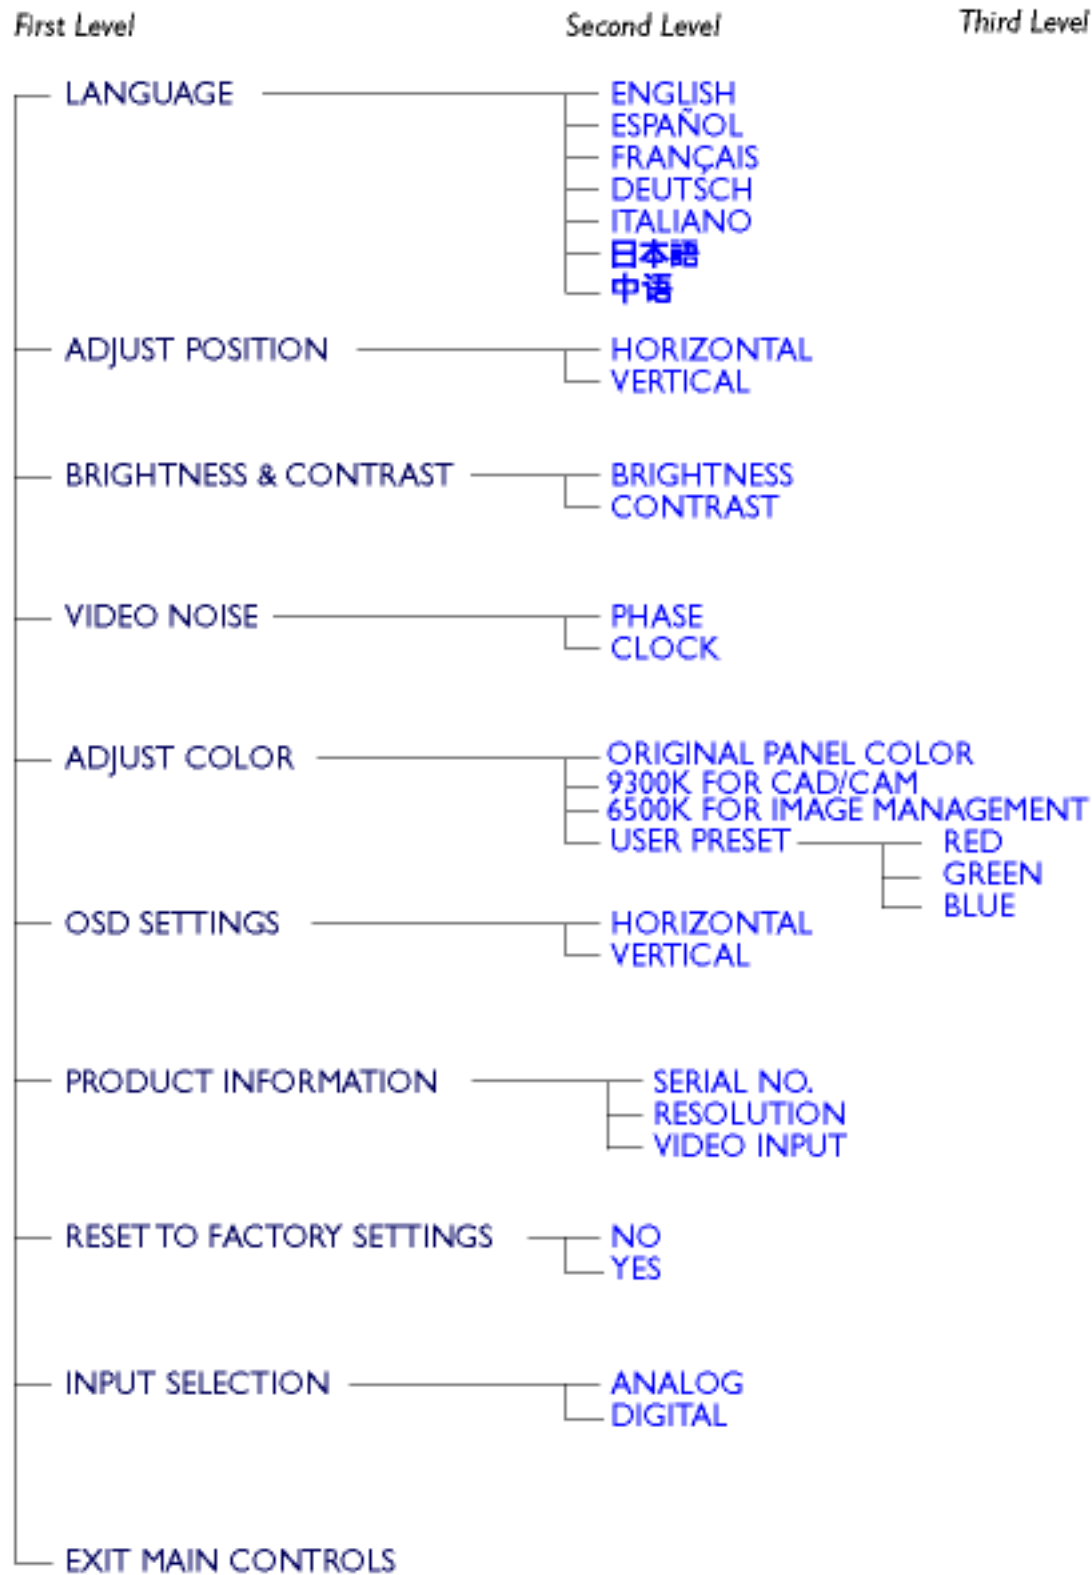 First Level Second Level Third Level
LANGUAGE ENGLISH
ESPAÑOL
FRANÇAIS
DEUTSCH
ITALIANO
日本語
中语
ADJUST POSITION HORIZONTAL
VERTICAL
BRIGHTNESS & CONTRAST BRIGHTNESS
CONTRAST
VIDEO NOISE PHASE
CLOCK
ADJUST COLOR ORIGINAL PANEL COLOR
9300K FOR CAD/CAM
6500K FOR IMAGE MANAGEMENT
USER PRESET RED
GREEN
BLUE
OSD SETTINGS HORIZONTAL
VERTICAL
PRODUCT INFORMATION SERIAL NO.
RESOLUTION
VIDEO INPUT
RESET TO FACTORY SETTINGS NO
YES
INPUT SELECTION ANALOG
DIGITAL
EXIT MAIN CONTROLS